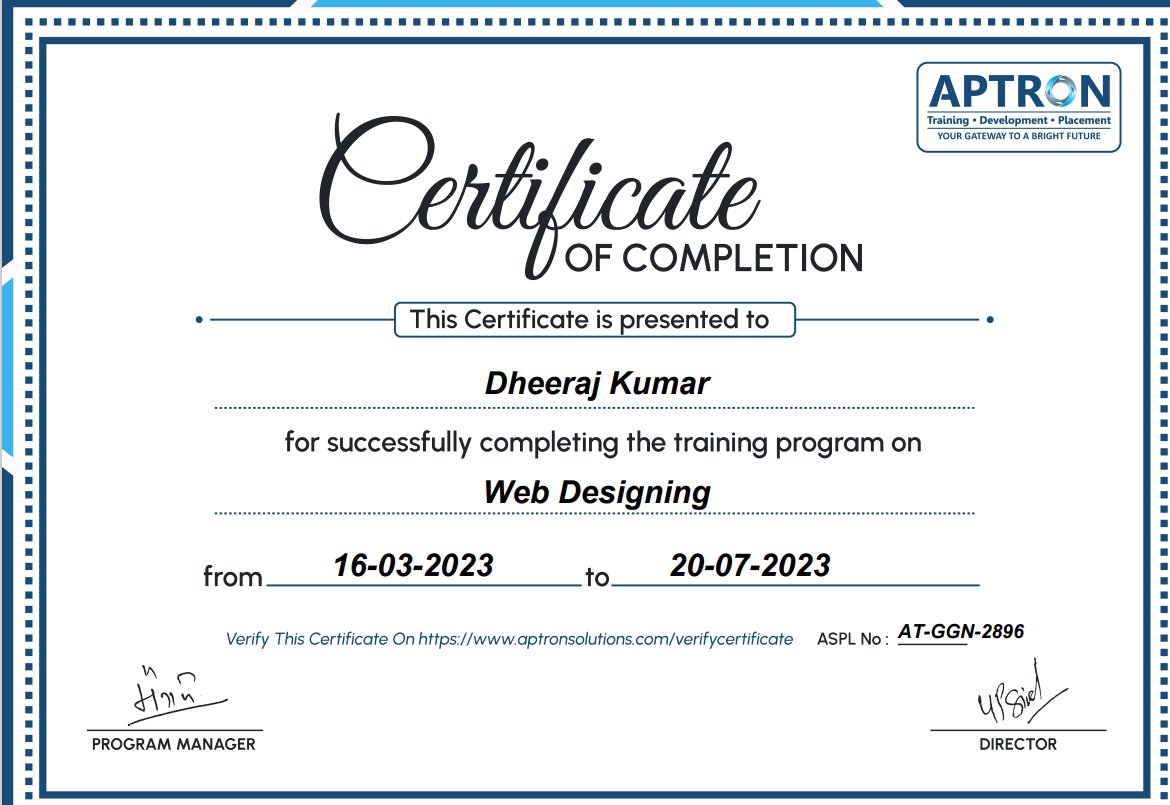 APTRON
Training • Development • Placement
YOUR GATEWAY TO A BRIGHT FUTURE
Certificate
OF COMPLETION
This Certificate is presented to
Dheeraj Kumar
for successfully completing the training program on
Web Designing
from 16-03-2023 to 20-07-2023
Verify This Certificate On https://www.aptronsolutions.com/verifycertificate ASPL No : AT-GGN-2896
PROGRAM MANAGER DIRECTOR